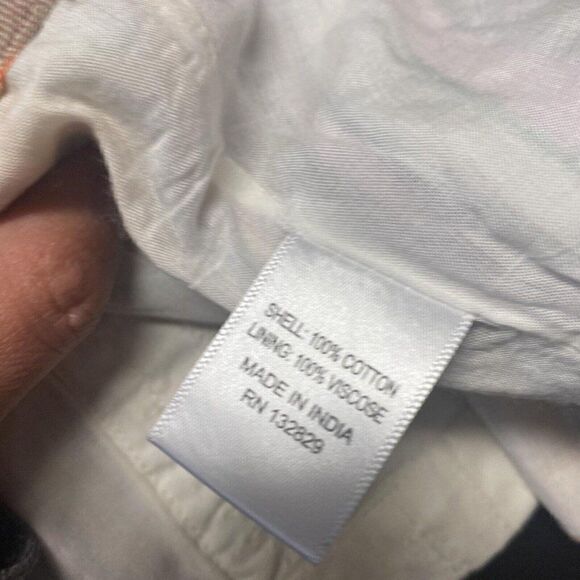 SHELL: 100% COTTON
LINING: 100% VISCOSE
MADE IN INDIA
RN 132829